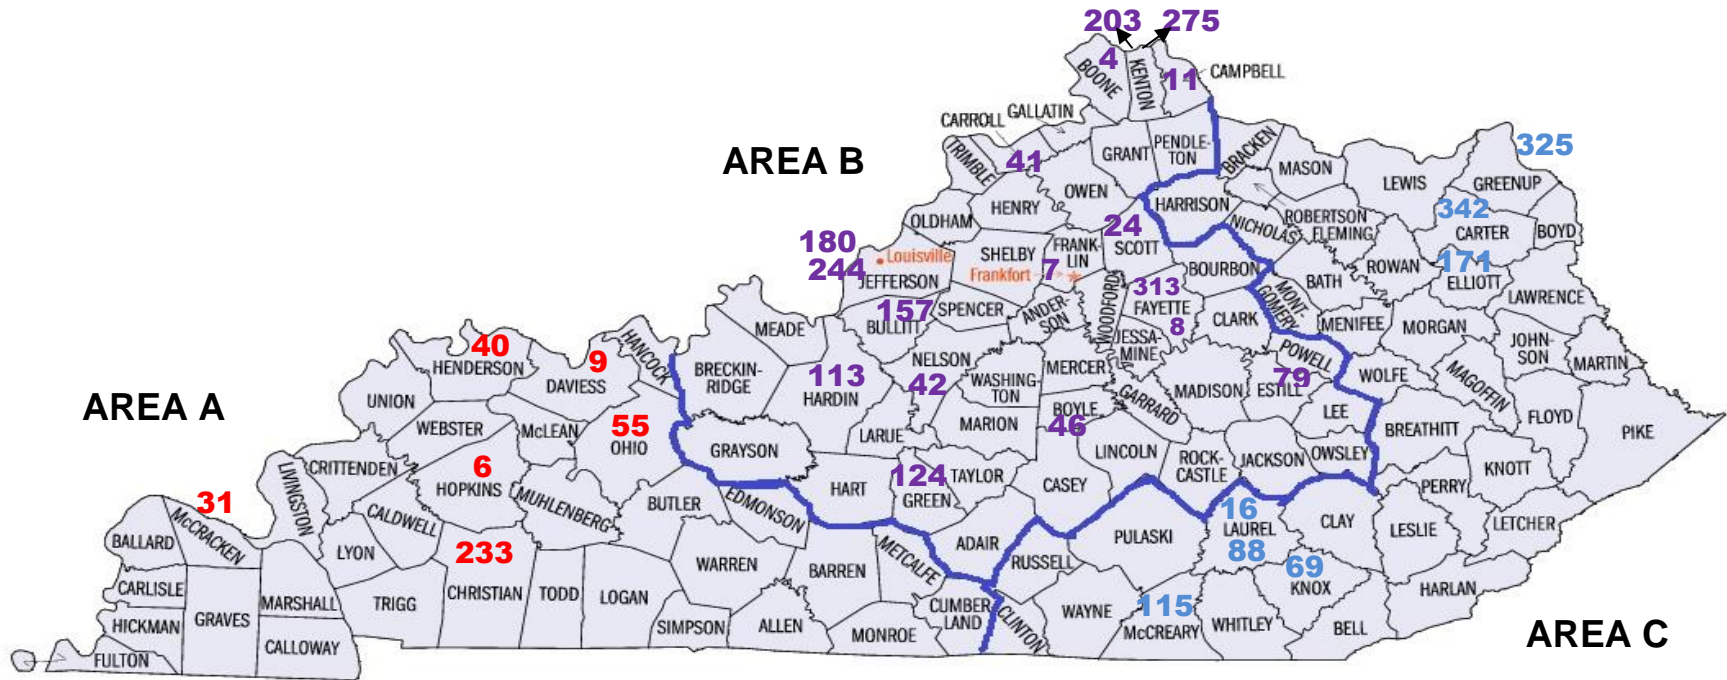 203
275
4
BOONE
KENTON
11
CAMPBELL
GALLATIN
CARROLL
TRIMBLE
41
GRANT
PENDLE-
TON
BRACKEN
MASON
LEWIS
325
GREENUP
AREA B
OWEN
HENRY
OLDHAM
HARRISON
ROBERTSON
FLEMING
NICHOLAS
342
CARTER
BOYD
24
SCOTT
180
244
Louisville
JEFFERSON
SHELBY
FRANK-
LIN
Frankfort
7
BOURBON
BATH
ROWAN
171
ELLIOTT
LAWRENCE
313
FAYETTE
8
WOODFORD
MONT-
GOMERY
157
BULLITT
SPENCER
ANDER-
SON
JESSA-
MINE
CLARK
MENIFEE
MORGAN
JOHN-
SON
MARTIN
MEADE
HANCOCK
40
HENDERSON
9
DAVIESS
BRECKIN-
RIDGE
113
HARDIN
NELSON
42
WASHING-
TON
MERCER
GARRARD
MADISON
79
ESTILL
POWELL
WOLFE
MAGOFFIN
FLOYD
PIKE
AREA A
UNION
WEBSTER
McLEAN
55
OHIO
GRAYSON
LARUE
MARION
BOYLE
46
LINCOLN
LEE
BREATHITT
OWSLEY
JACKSON
ROCK-
CASTLE
KNOTT
PERRY
CRITTENDEN
LIVINGSTON
6
HOPKINS
MUHLENBERG
BUTLER
EDMONSON
HART
124
GREEN
TAYLOR
CASEY
PULASKI
16
LAUREL
88
CLAY
LESLIE
LETCHER
31
McCRACKEN
BALLARD
CALDWELL
LYON
233
CHRISTIAN
WARREN
BARREN
METCALFE
ADAIR
RUSSELL
69
KNOX
HARLAN
CARLISLE
GRAVES
MARSHALL
TRIGG
TODD
LOGAN
SIMPSON
ALLEN
MONROE
CUMBER
LAND
CLINTON
WAYNE
115
McCREARY
WHITLEY
BELL
AREA C
HICKMAN
FULTON
CALLOWAY